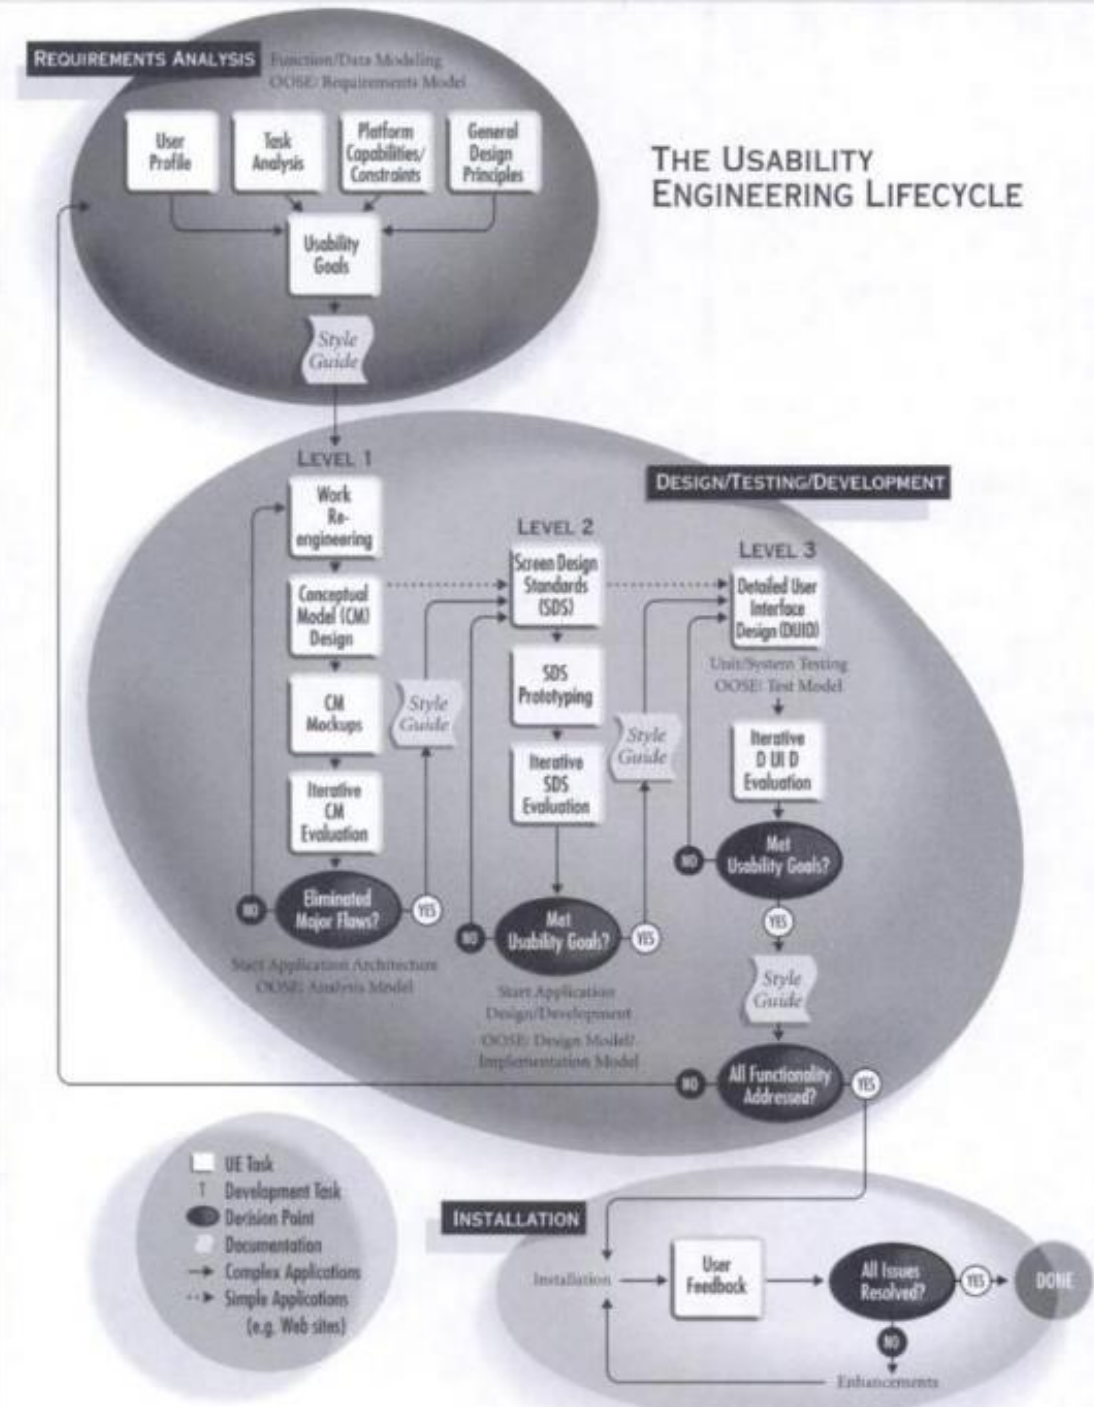 REQUIREMENTS ANALYSIS
Function/Data Modeling
OOSE: Requirements Model
User
Profile
Task
Analysis
Platform
Capabilities/
Constraints
General
Design
Principles
THE USABILITY
ENGINEERING LIFECYCLE
Usability
Goals
Style
Guide
LEVEL 1
Work
Re-
engineering
Conceptual
Model (CM)
Design
CM
Mockups
Iterative
CM
Evaluation
Eliminated
Major Flaws?
NO
YES
Start Application Architecture
OOSE: Analysis Model
Style
Guide
DESIGN/TESTING/DEVELOPMENT
LEVEL 2
Screen Design
Standards
(SDS)
SDS
Prototyping
Iterative
SDS
Evaluation
Met
Usability Goals?
NO
YES
Start Application
Design/Development
OOSE: Design Model/
Implementation Model
Style
Guide
LEVEL 3
Detailed User
Interface
Design (DUID)
Unit/System Testing
OOSE: Test Model
Iterative
D UI D
Evaluation
Met
Usability Goals?
NO
YES
Style
Guide
All Functionality
Addressed?
NO
YES
UE Task
T Development Task
Decision Point
Documentation
Complex Applications
Simple Applications
(e.g. Web sites)
INSTALLATION
Installation
User
Feedback
All Issues
Resolved?
YES
DONE
NO
Enhancements